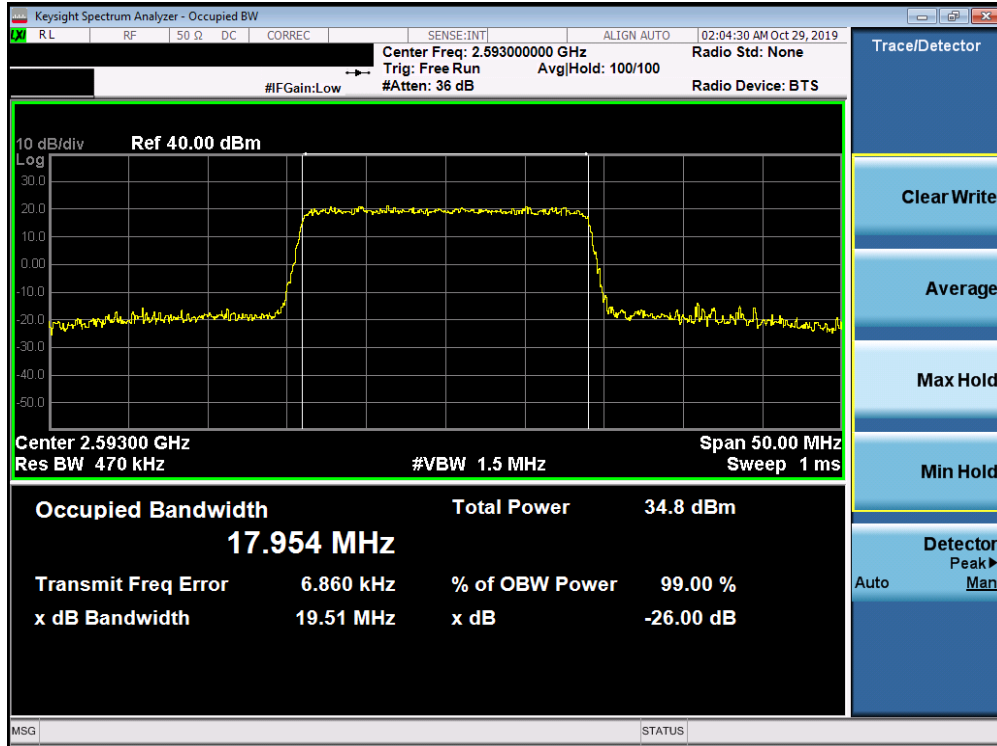 Keysight Spectrum Analyzer - Occupied BW
LXI RL RF 50 Ω DC CORREC SENSE:INT ALIGN AUTO 02:04:30 AM Oct 29, 2019
Center Freq: 2.593000000 GHz Radio Std: None
Trig: Free Run Avg|Hold: 100/100
#IFGain:Low #Atten: 36 dB Radio Device: BTS
Trace/Detector
10 dB/div Ref 40.00 dBm
Log
30.0
20.0
10.0
0.00
-10.0
-20.0
-30.0
-40.0
-50.0
Center 2.59300 GHz Span 50.00 MHz
Res BW 470 kHz #VBW 1.5 MHz Sweep 1 ms
Occupied Bandwidth Total Power 34.8 dBm
17.954 MHz
Transmit Freq Error 6.860 kHz % of OBW Power 99.00 %
x dB Bandwidth 19.51 MHz x dB -26.00 dB
Clear Write
Average
Max Hold
Min Hold
Detector
Peak▶
Auto Man
MSG STATUS